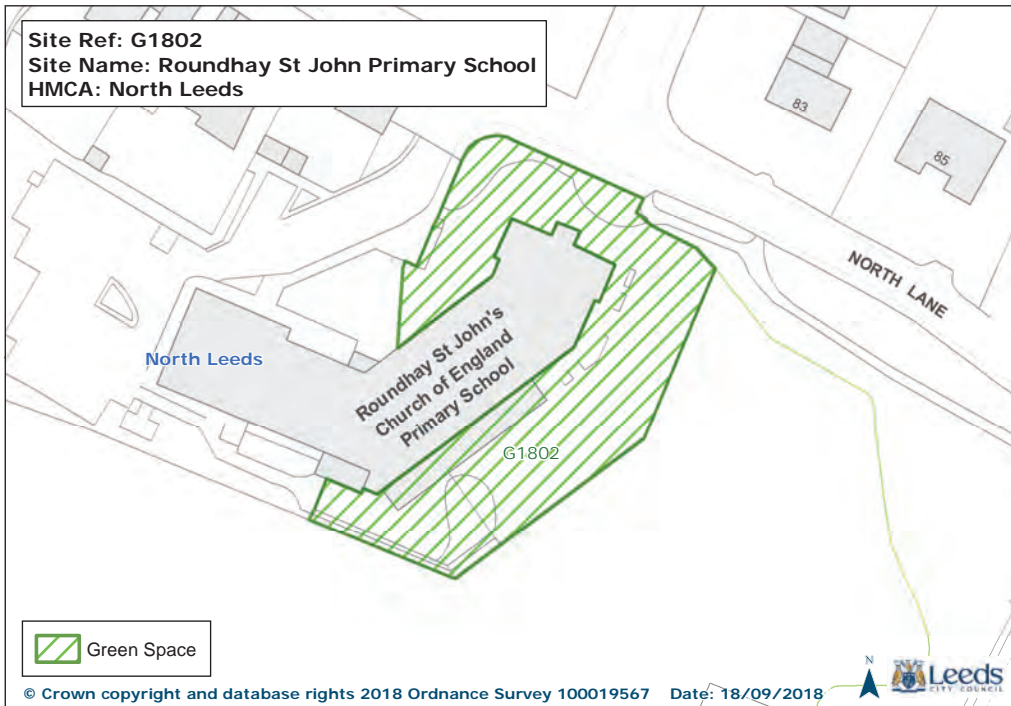 Site Ref: G1802
Site Name: Roundhay St John Primary School
HMCA: North Leeds
83
85
NORTH LANE
North Leeds
Roundhay St John's
Church of England
Primary School
G1802
Green Space
© Crown copyright and database rights 2018 Ordnance Survey 100019567 Date: 18/09/2018
N
Leeds
CITY COUNCIL